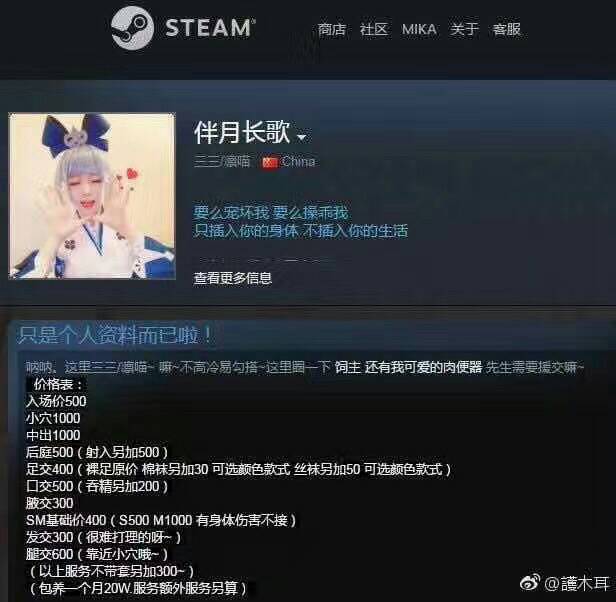 STEAM®
商店 社区 MIKA 关于 客服
伴月长歌
三三/凛喵 China
要么宠坏我 要么操乖我
只插入你的身体 不插入你的生活
查看更多信息
只是个人资料而已啦！
呐呐。这里三三/凛喵~ 嘛~不高冷易勾搭~这里圈一下 饲主 还有我可爱的肉便器 先生需要援交嘛~
价格表：
入场价500
小穴1000
中出1000
后庭500（射入另加500）
足交400（裸足原价 棉袜另加30 可选颜色款式 丝袜另加50 可选颜色款式）
口交500（吞精另加200）
腋交300
SM基础价400（S500 M1000 有身体伤害不接）
发交300（很难打理的呀~）
腿交600（靠近小穴哦~）
（以上服务不带套另加300~）
（包养一个月20W.服务额外服务另算）
@護木耳